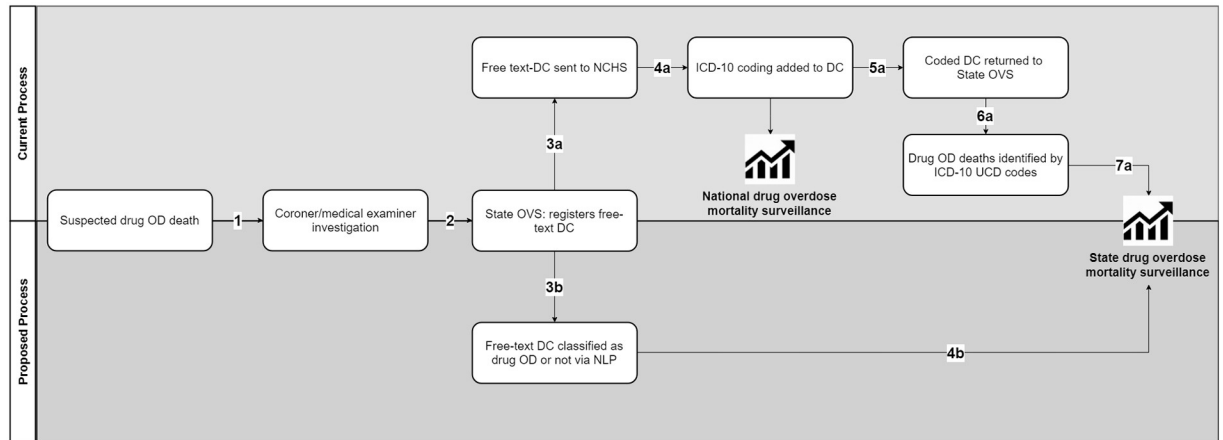 Current Process
Free text-DC sent to NCHS
4a
ICD-10 coding added to DC
5a
Coded DC returned to
State OVS
6a
3a
Drug OD deaths identified by
ICD-10 UCD codes
7a
National drug overdose
mortality surveillance
Suspected drug OD death
1
Coroner/medical examiner
investigation
2
State OVS: registers free-
text DC
State drug overdose
mortality surveillance
Proposed Process
3b
Free-text DC classified as
drug OD or not via NLP
4b